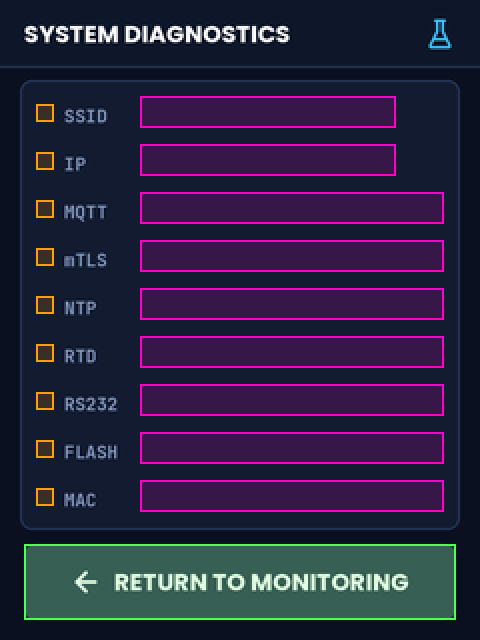 SYSTEM DIAGNOSTICS
SSID
IP
MQTT
mTLS
NTP
RTD
RS232
FLASH
MAC
RETURN TO MONITORING